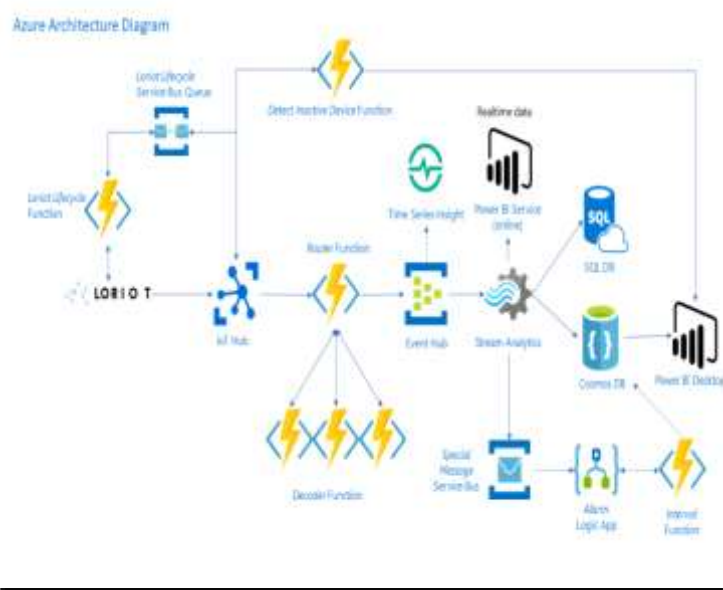 Azure Architecture Diagram
Loriot Lifecycle
Service Bus Queue
Detect Inactive Device Function
Realtime data
Loriot Lifecycle
Function
Time Series Insight
Power BI Service
(online)
SQL
SQL DB
Router Function
LORIOT
IoT Hub
Event Hub
Stream Analytics
Cosmos DB
Power BI Desktop
Decoder Function
Special
Message
Service Bus
Alarm
Logic App
Interval
Function